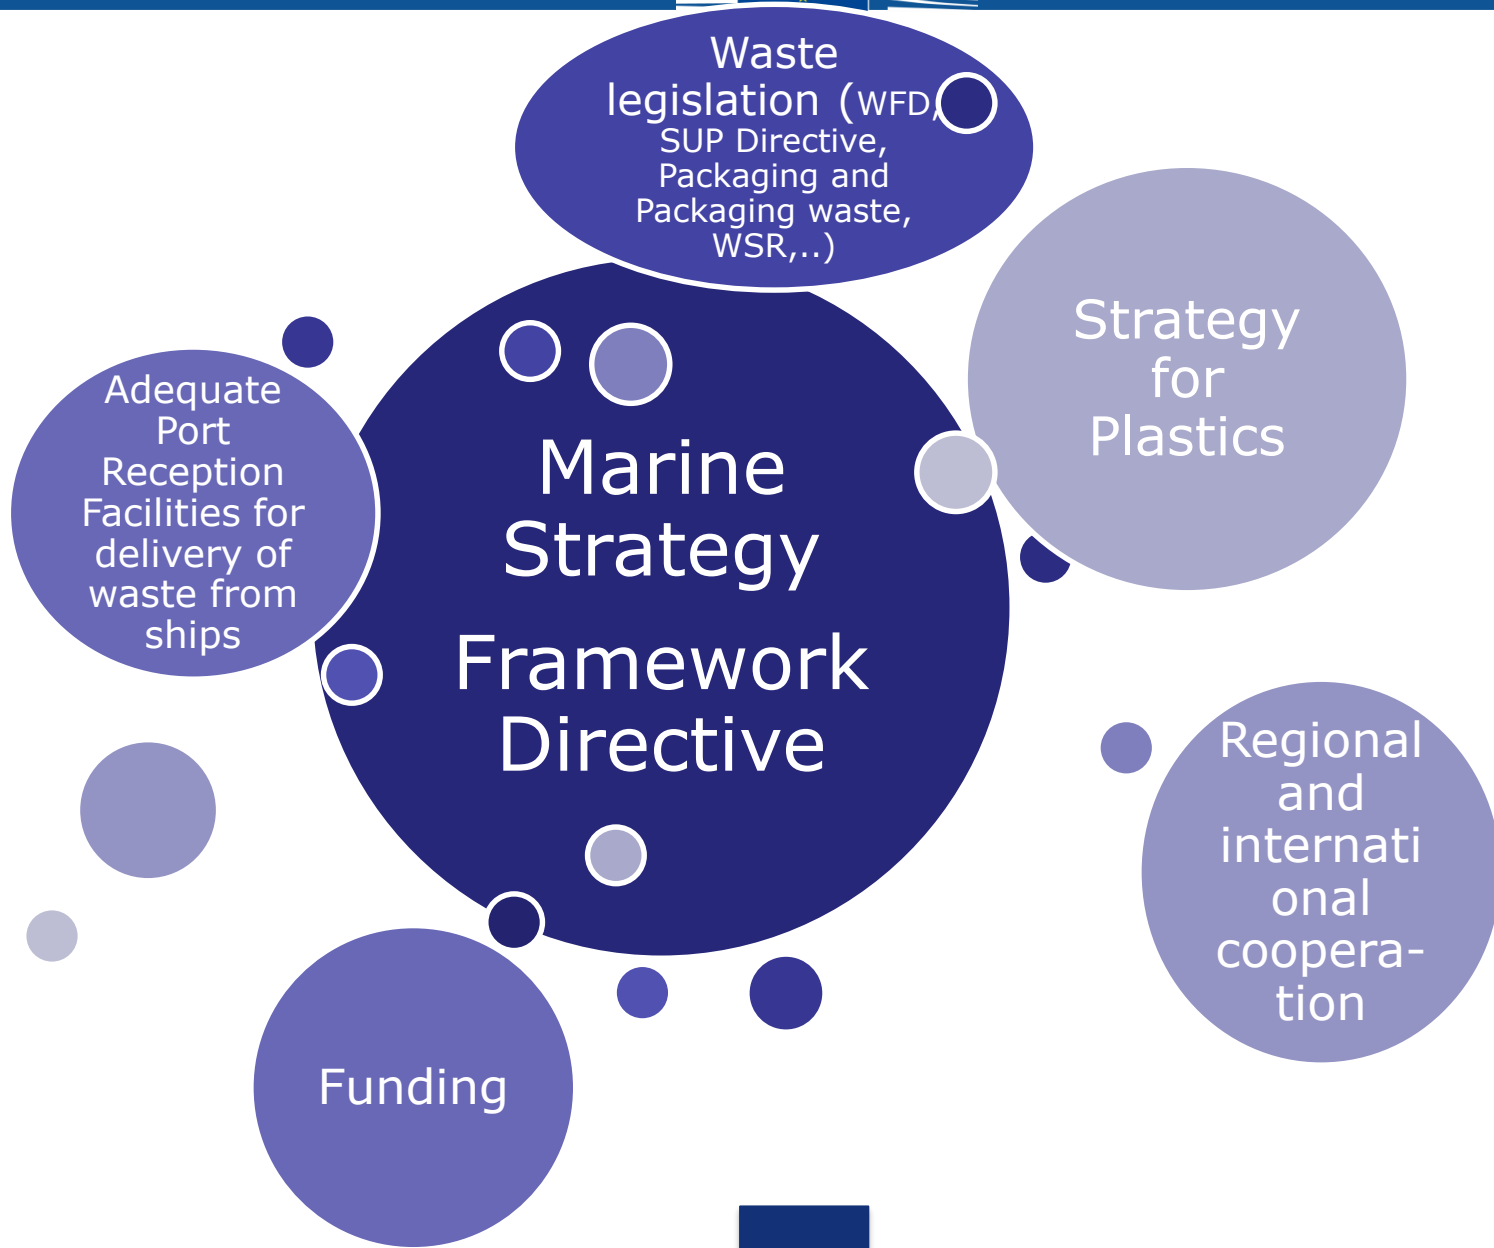 Waste
legislation (WFD,
SUP Directive,
Packaging and
Packaging waste,
WSR,..)
Strategy
for
Plastics
Adequate
Port
Reception
Facilities for
delivery of
waste from
ships
Marine
Strategy
Framework
Directive
Regional
and
internati
onal
coopera-
tion
Funding